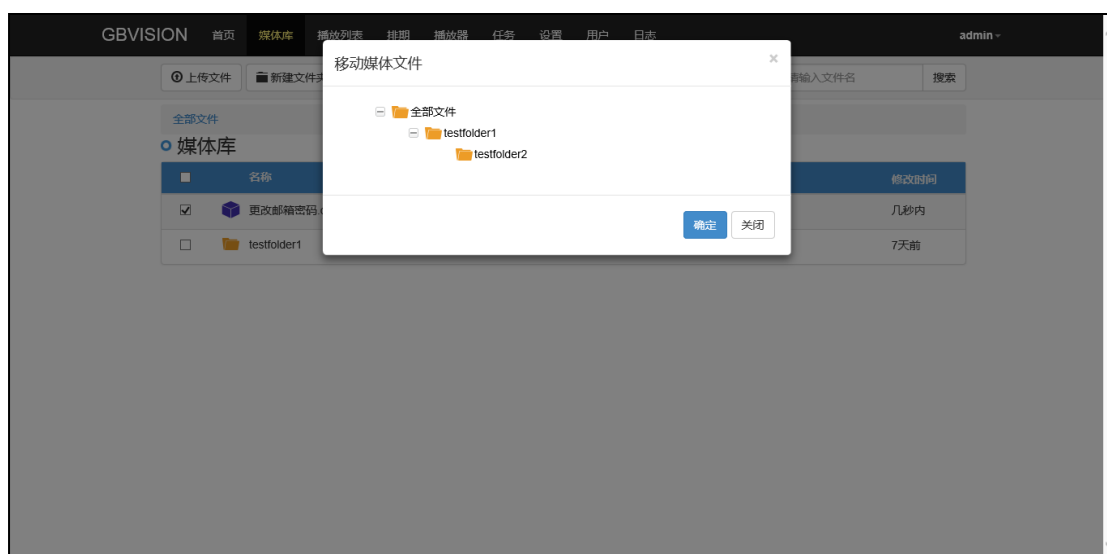 GBVISION 首页 媒体库 播放列表 排期 播放器 任务 设置 用户 日志 admin
移动媒体文件 ×
上传文件 新建文件夹 请输入文件名 搜索
全部文件
testfolder1
testfolder2
全部文件
媒体库
名称 修改时间
确定 关闭
更改邮箱密码. 几秒内
testfolder1 7天前